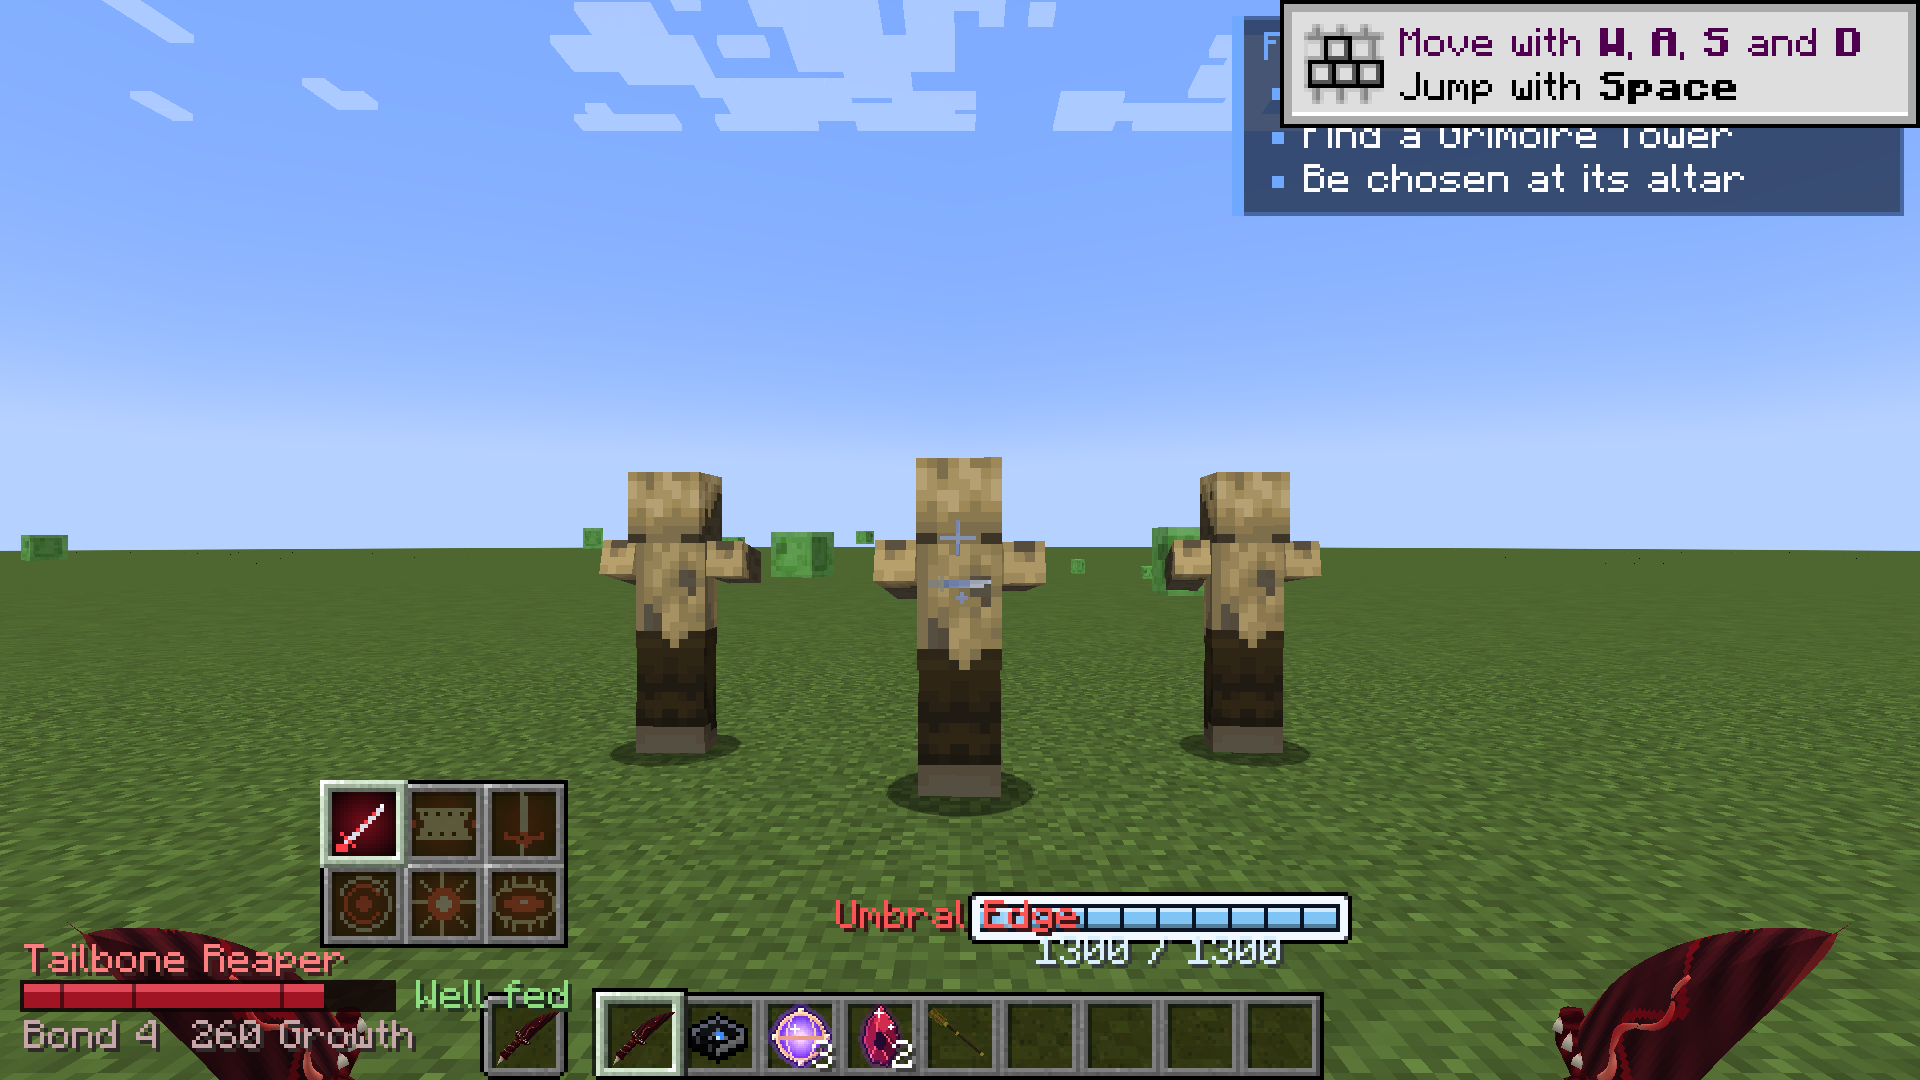 Move with W, A, S and D
Jump with Space
Find a Grimoire Tower
Be chosen at its altar
Umbral Edge
1300 / 1300
Tailbone Reaper
Well fed
Bond 4 260 Growth
3
2